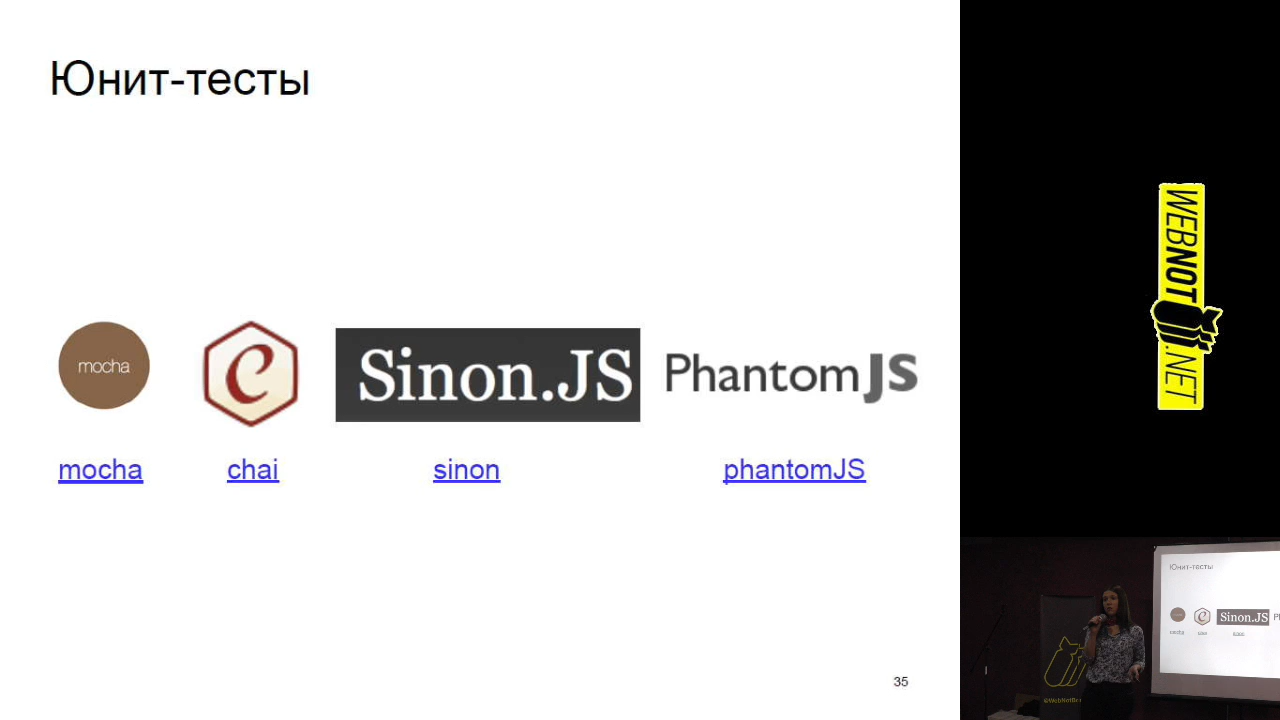 Юнит-тесты
mocha
Sinon.JS
PhantomJS
mocha
chai
sinon
phantomJS
35
WEBNOT.NET
Юнит-тесты
Sinon.JS